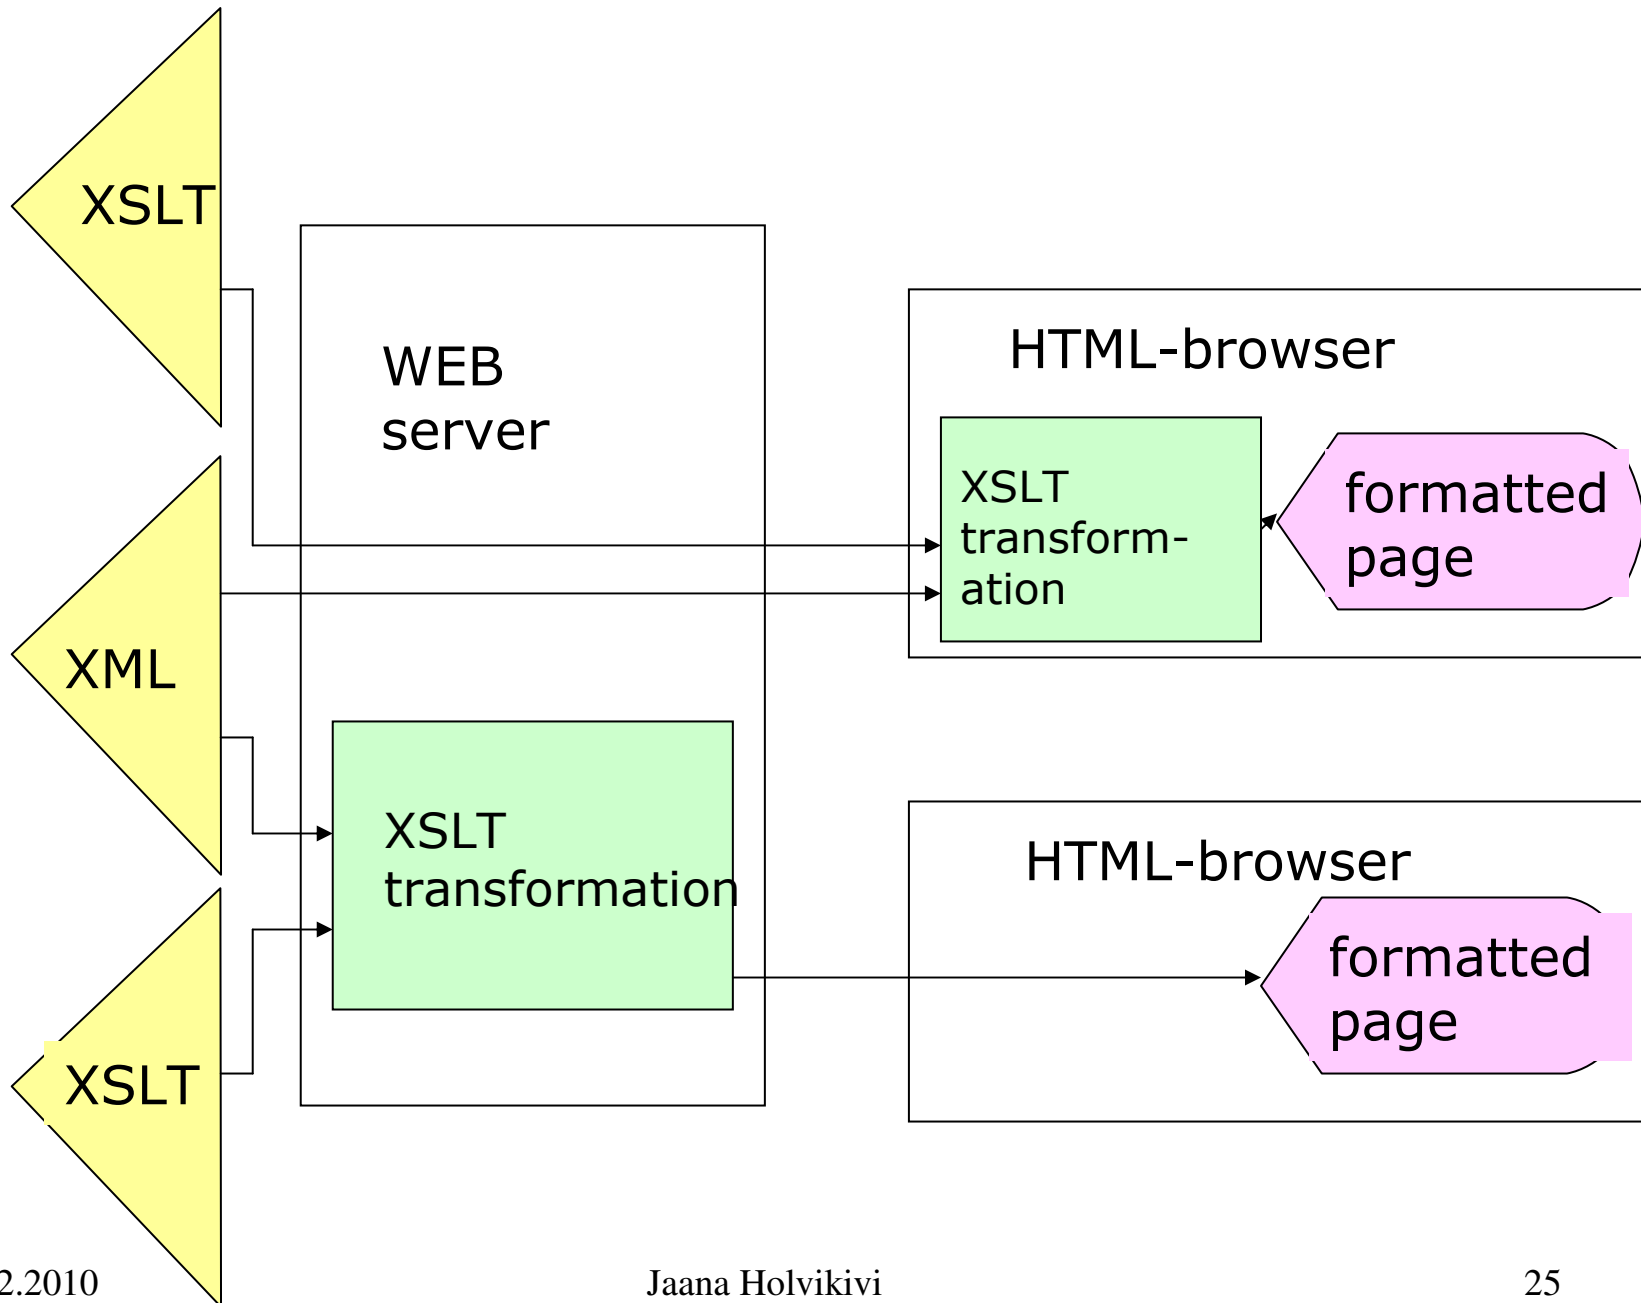 XSLT
WEB
server
HTML-browser
XSLT
transform-
ation
formatted
page
XML
XSLT
transformation
HTML-browser
formatted
page
XSLT
2.2010
Jaana Holvikivi
25